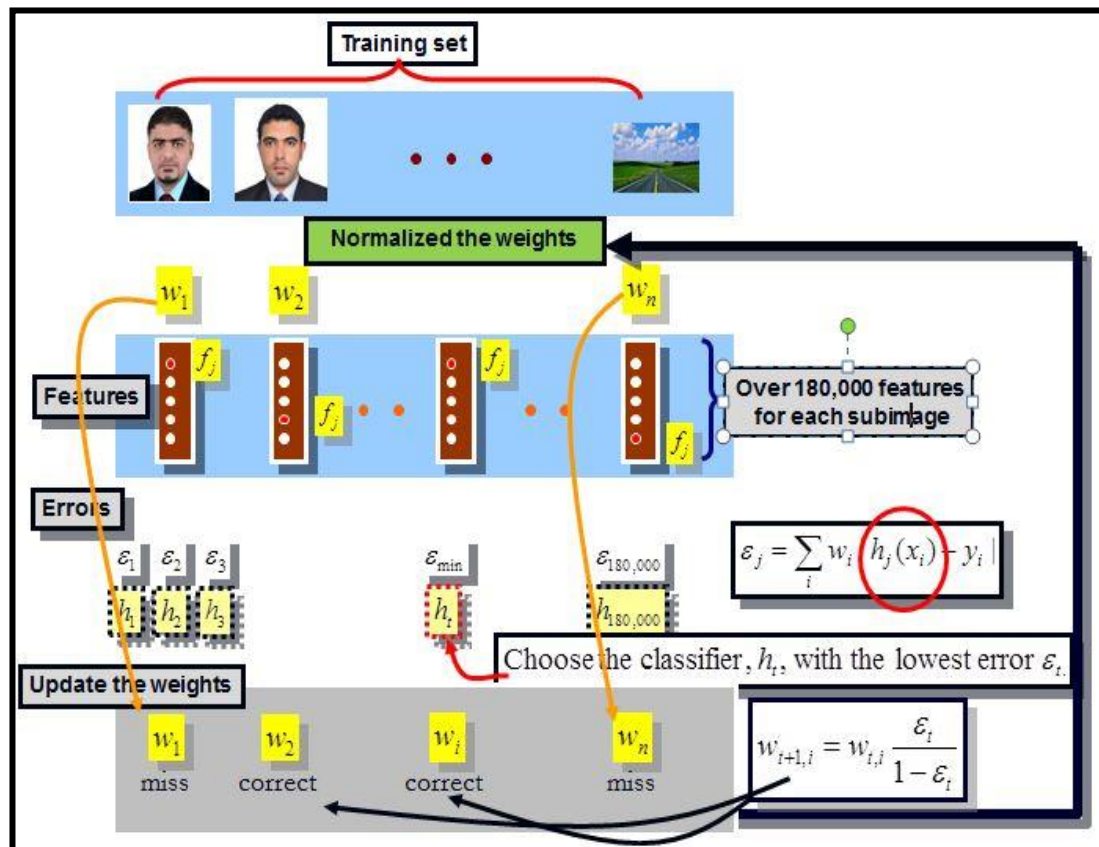 Training set
Normalized the weights
w₁ w₂ wₙ
fⱼ fⱼ fⱼ fⱼ
Features
Over 180,000 features
for each subimage
Errors
ε₁ ε₂ ε₃ εmin ε₁₈₀,₀₀₀
h₁ h₂ h₃ hₜ h₁₈₀,₀₀₀
εⱼ = ∑ᵢ wᵢ hⱼ(xᵢ) − yᵢ |
Choose the classifier, hₜ, with the lowest error εₜ.
Update the weights
w₁ w₂ wᵢ wₙ
miss correct correct miss
wₜ₊₁,ᵢ = wₜ,ᵢ εₜ / (1 − εₜ)